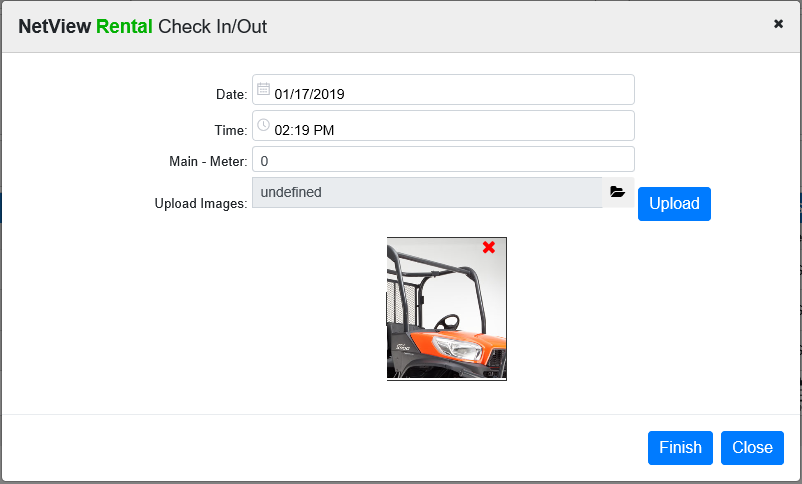 NetView Rental Check In/Out
Date: 01/17/2019
Time: 02:19 PM
Main - Meter: 0
Upload Images: undefined Upload
Finish Close